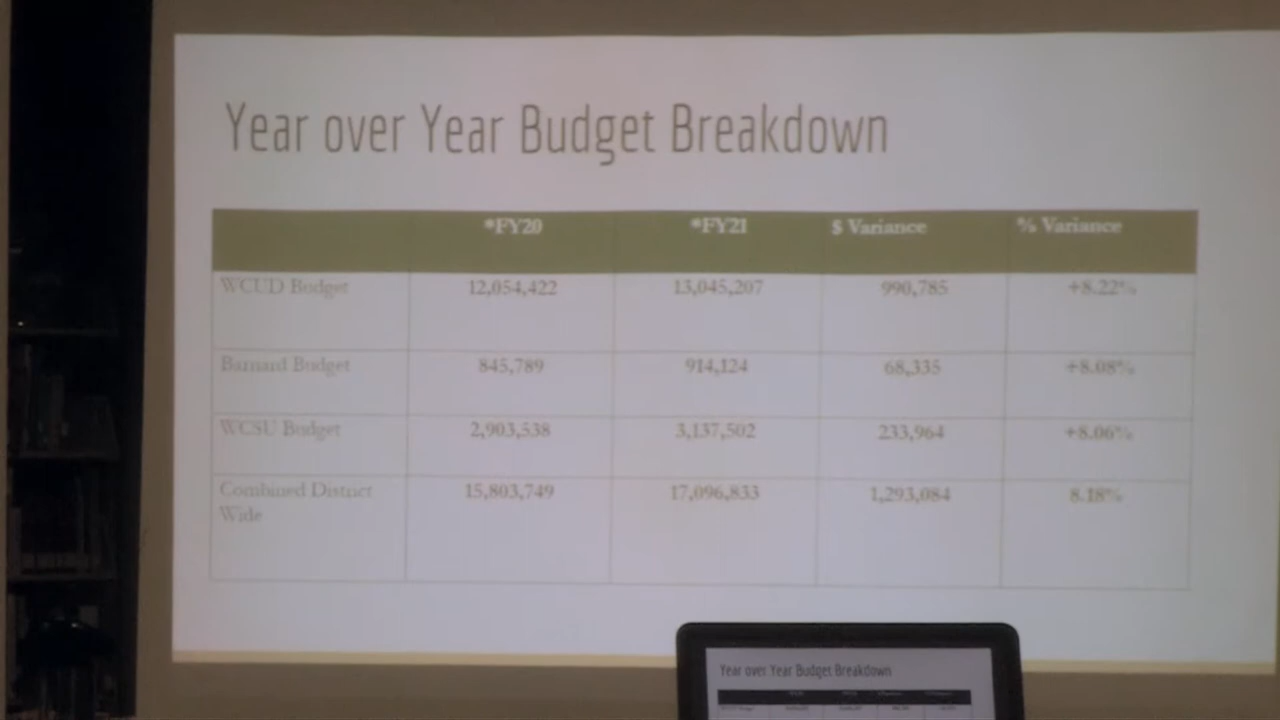 Year over Year Budget Breakdown
*FY20 *FY21 $ Variance % Variance
WCUD Budget 12,054,422 13,045,207 990,785 +8.22%
Barnard Budget 845,789 914,124 68,335 +8.08%
WCSU Budget 2,903,538 3,137,502 233,964 +8.06%
Combined District 15,803,749 17,096,833 1,293,084 8.18%
Wide
Year over Year Budget Breakdown